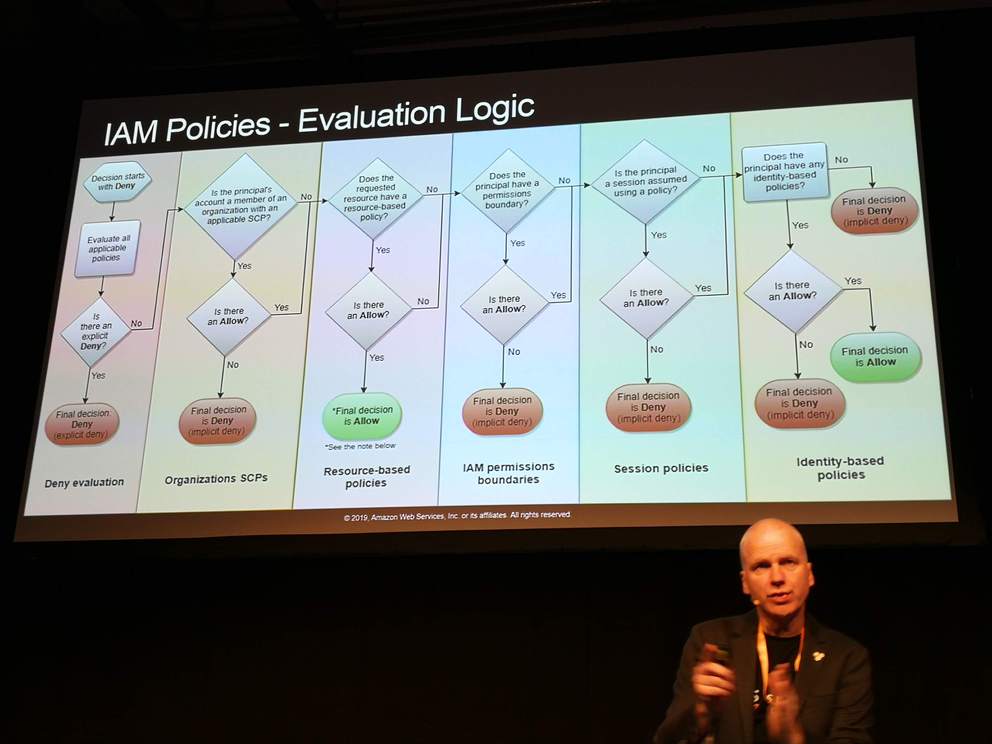 IAM Policies - Evaluation Logic
Decision starts
with Deny
Evaluate all
applicable
policies
Is
there an
explicit
Deny?
No
Yes
Final decision:
Deny
(explicit deny)
Deny evaluation
Is the principal's
account a member of an
organization with an
applicable SCP?
No
Yes
Is there
an Allow?
Yes
No
Final decision
is Deny
(implicit deny)
Organizations SCPs
Does the
requested
resource have a
resource-based
policy?
No
Yes
Is there
an Allow?
No
Yes
*Final decision
is Allow
*See the note below
Resource-based
policies
Does the
principal have a
permissions
boundary?
No
Yes
Is there
an Allow?
Yes
No
Final decision
is Deny
(implicit deny)
IAM permissions
boundaries
Is the principal
a session assumed
using a policy?
No
Yes
Is there
an Allow?
Yes
No
Final decision
is Deny
(implicit deny)
Session policies
Does the
principal have any
identity-based
policies?
No
Final decision
is Deny
(implicit deny)
Yes
Is there
an Allow?
Yes
Final decision
is Allow
No
Final decision
is Deny
(implicit deny)
Identity-based
policies
© 2019, Amazon Web Services, Inc. or its affiliates. All rights reserved.